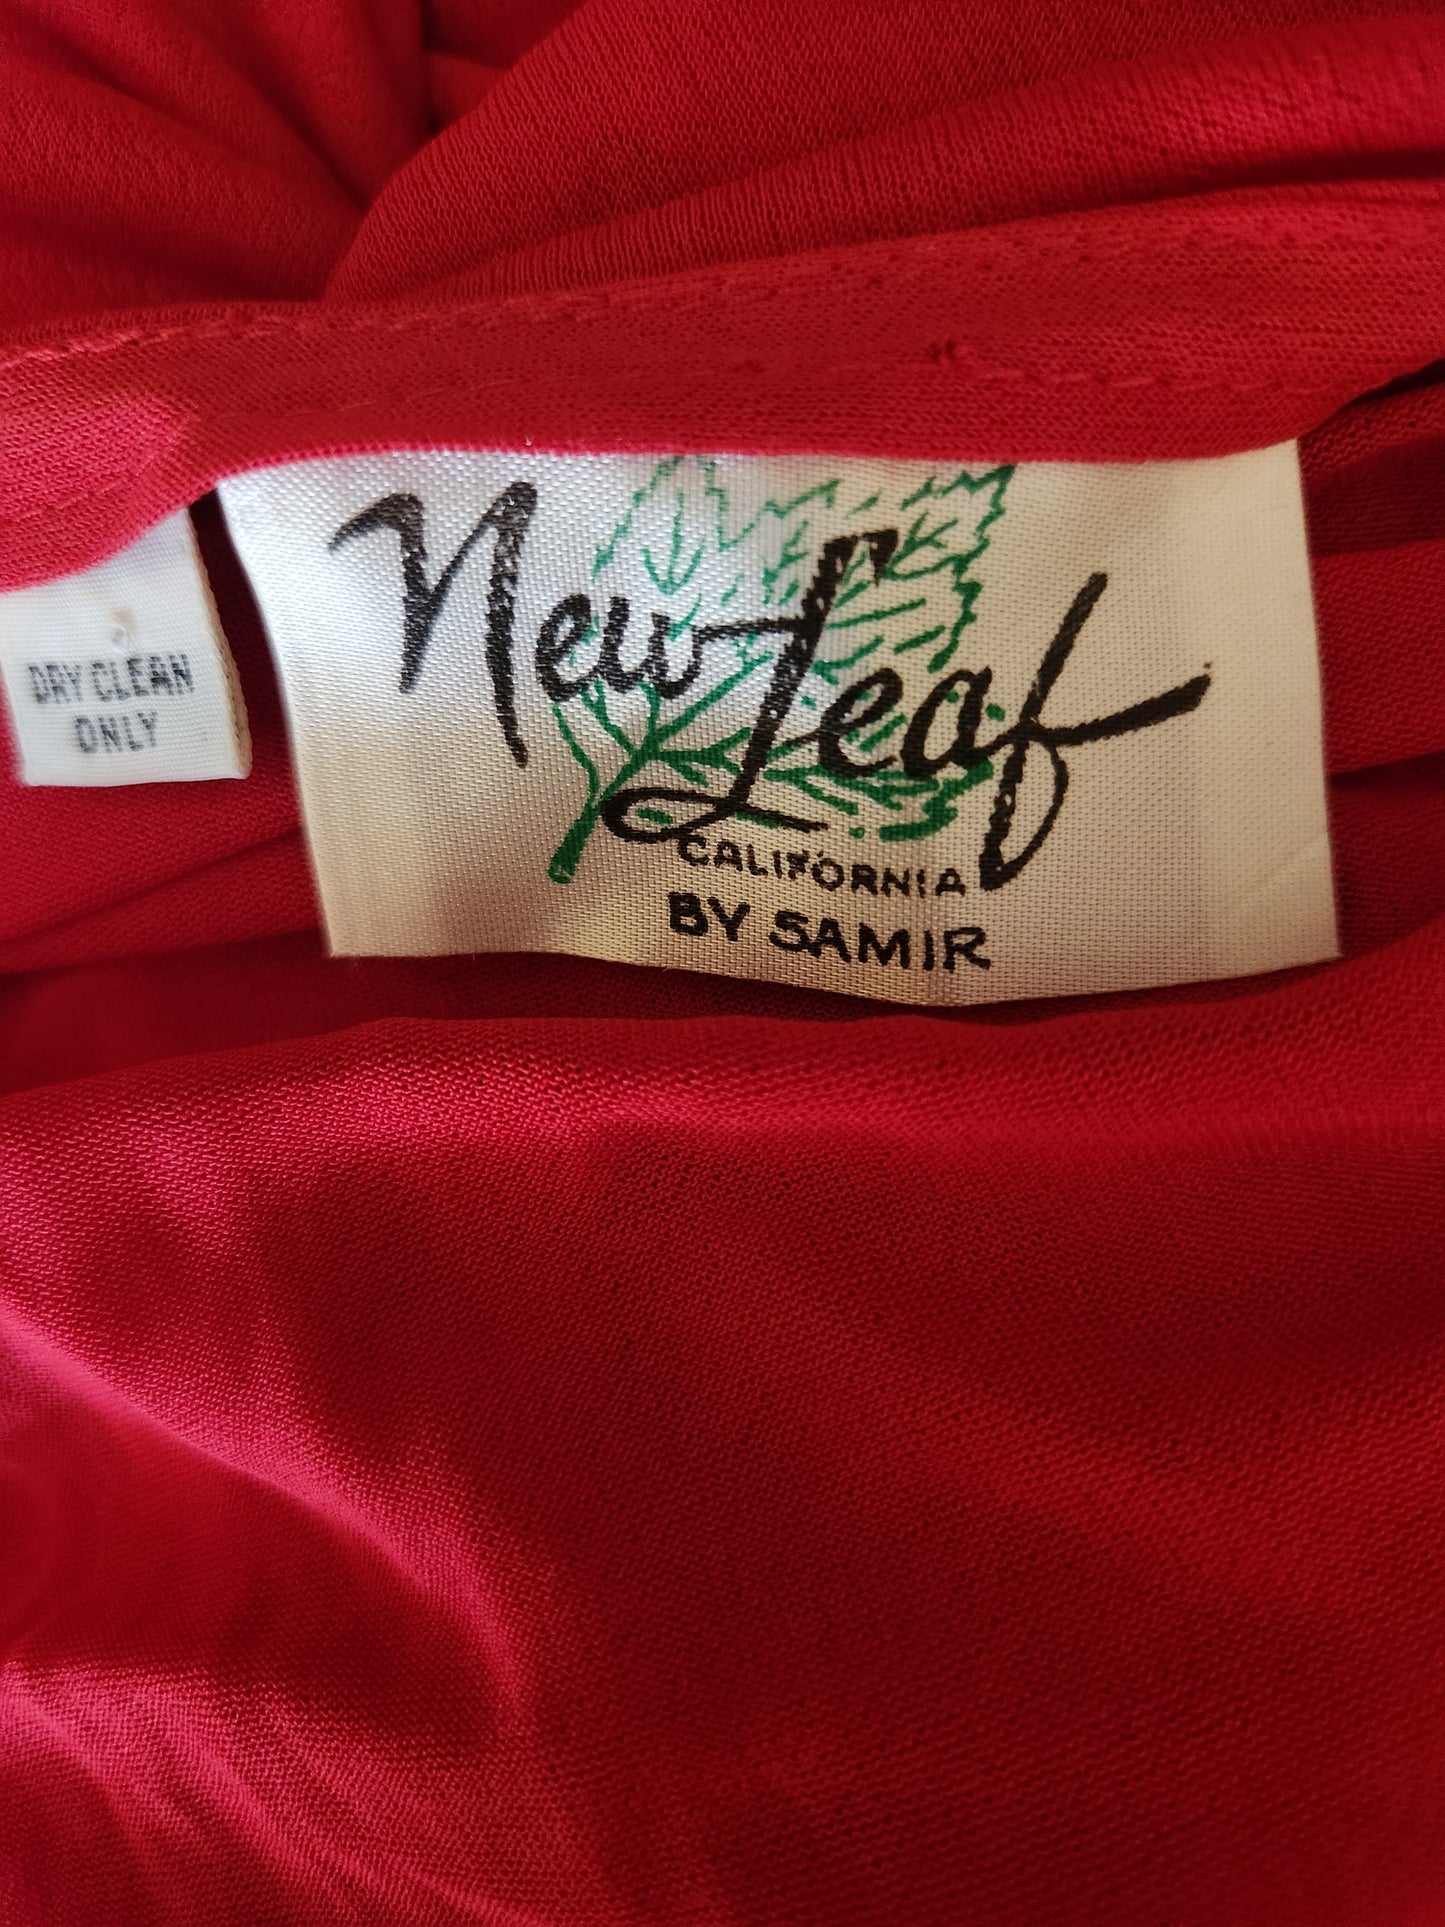 New Leaf
CALIFORNIA
BY SAMIR
DRY CLEAN
ONLY